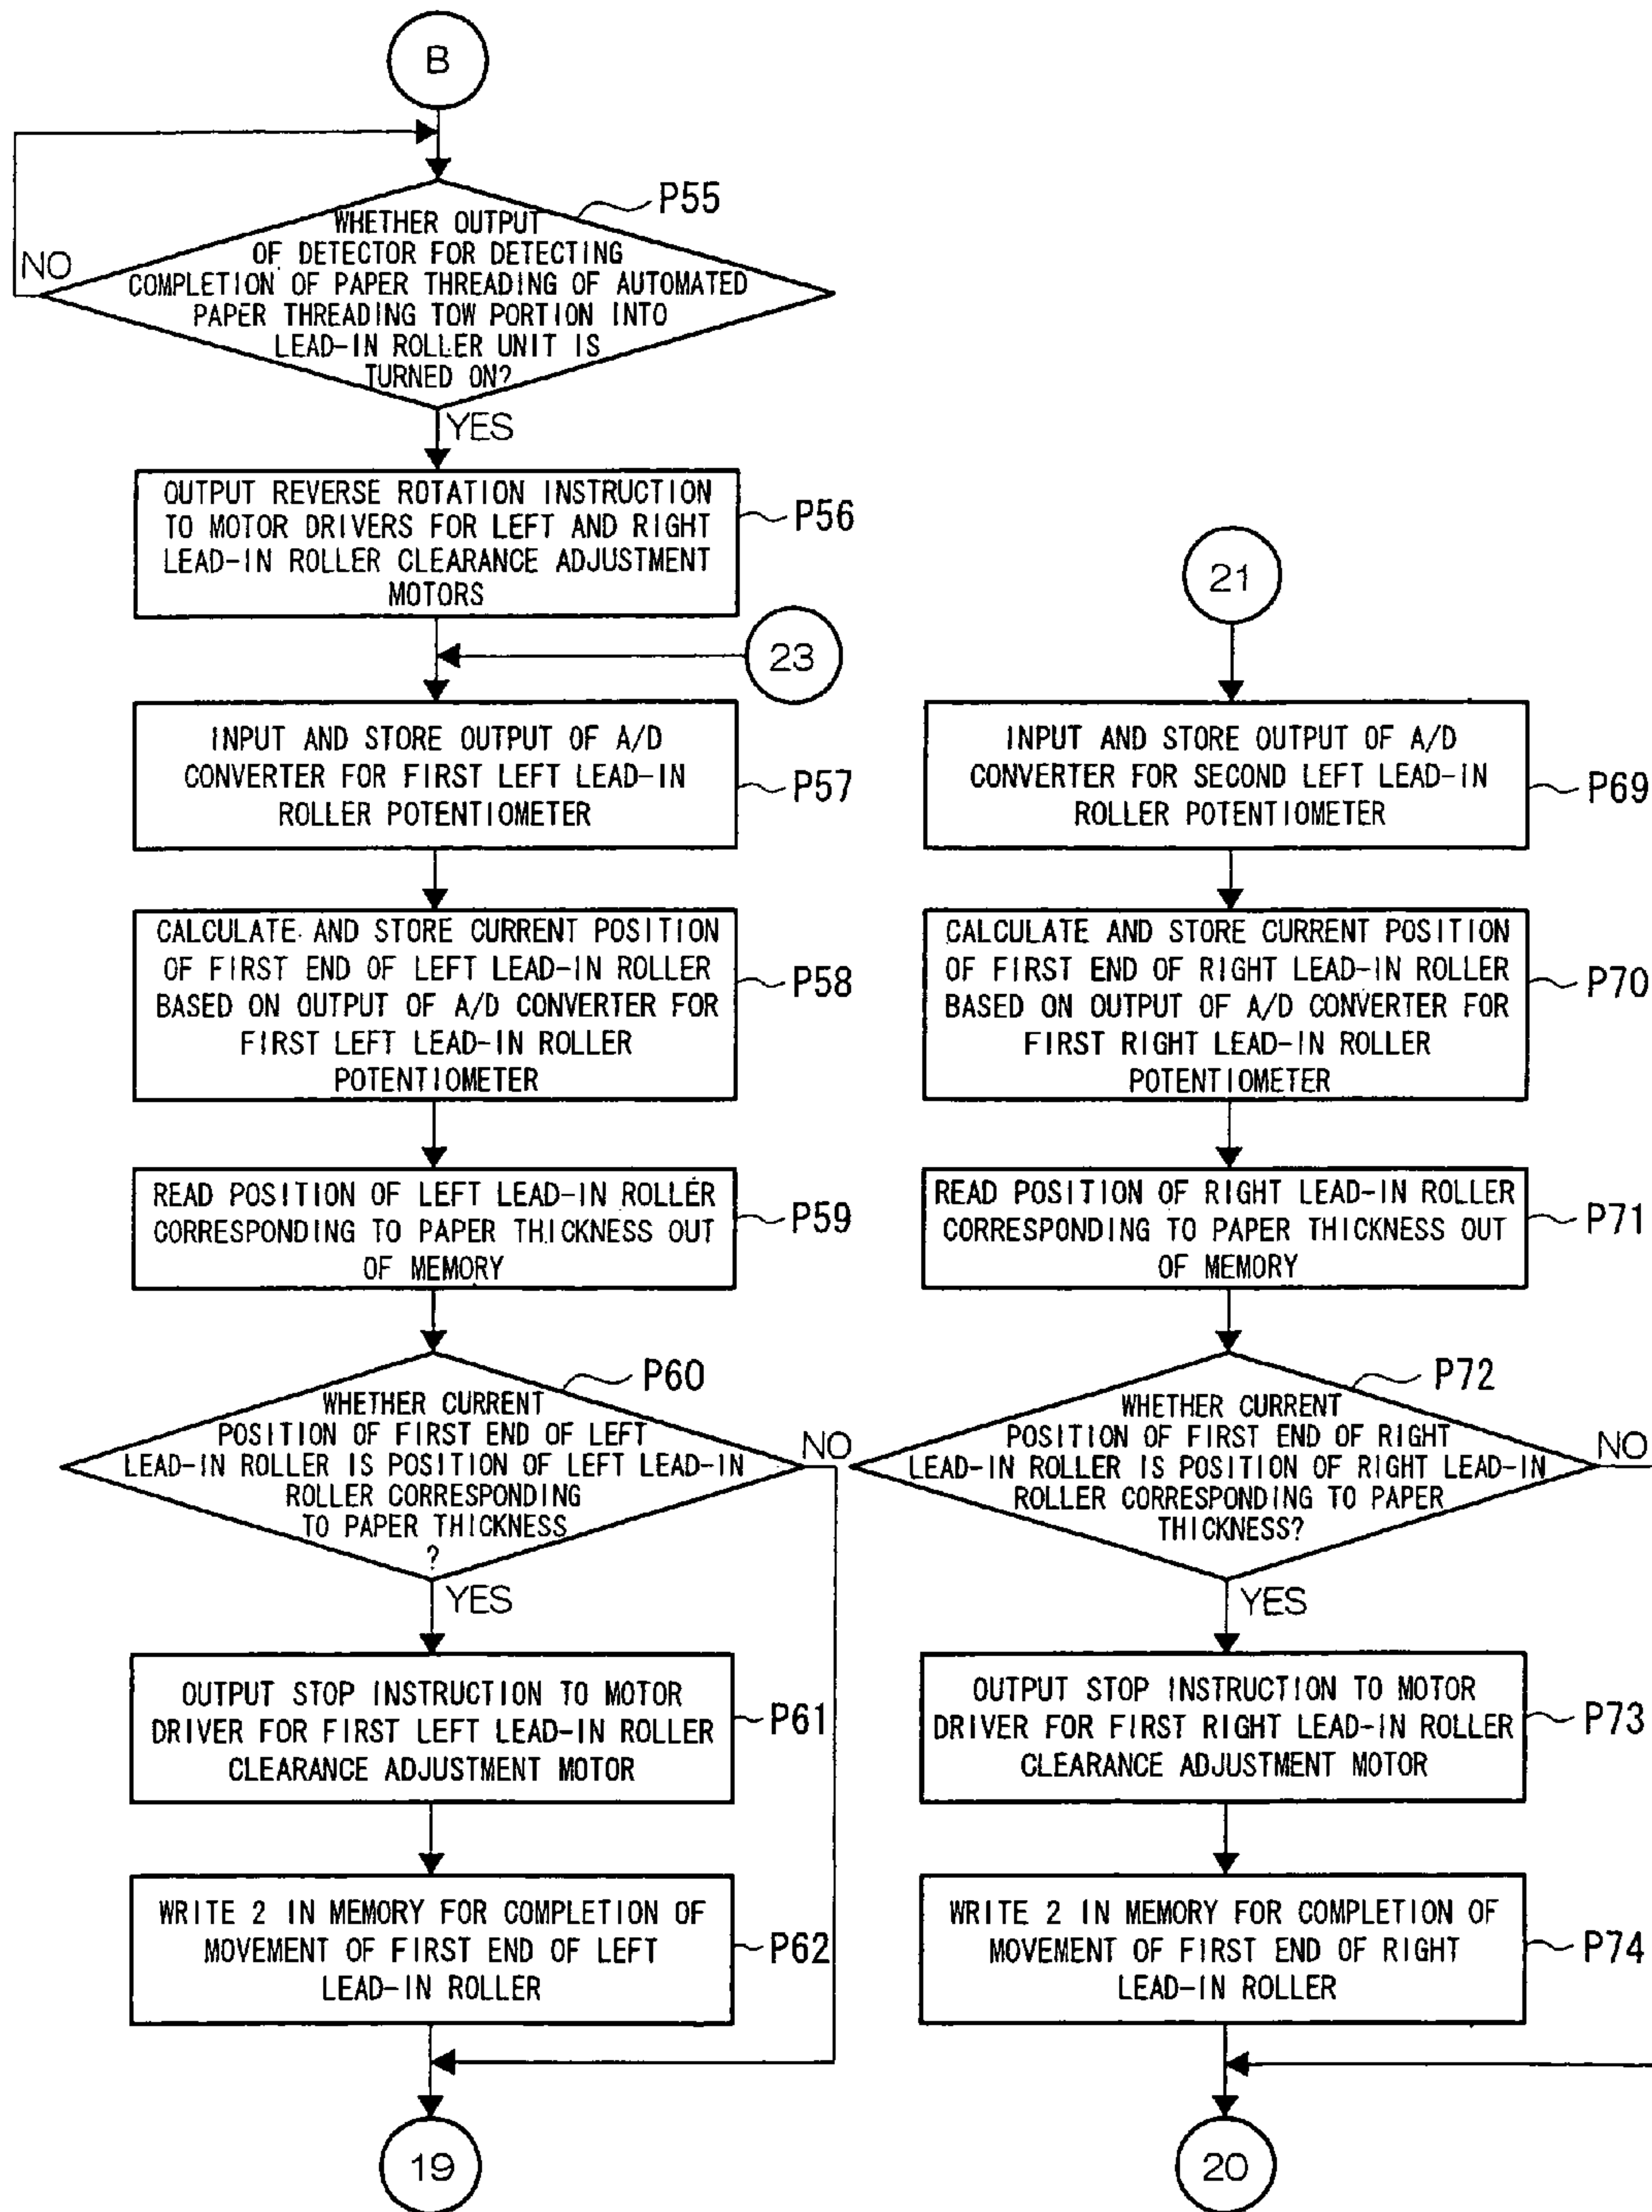 B
P55
WHETHER OUTPUT
OF DETECTOR FOR DETECTING
COMPLETION OF PAPER THREADING OF AUTOMATED
PAPER THREADING TOW PORTION INTO
LEAD-IN ROLLER UNIT IS
TURNED ON?
NO
YES
OUTPUT REVERSE ROTATION INSTRUCTION
TO MOTOR DRIVERS FOR LEFT AND RIGHT
LEAD-IN ROLLER CLEARANCE ADJUSTMENT
MOTORS
P56
23
INPUT AND STORE OUTPUT OF A/D
CONVERTER FOR FIRST LEFT LEAD-IN
ROLLER POTENTIOMETER
P57
CALCULATE AND STORE CURRENT POSITION
OF FIRST END OF LEFT LEAD-IN ROLLER
BASED ON OUTPUT OF A/D CONVERTER FOR
FIRST LEFT LEAD-IN ROLLER
POTENTIOMETER
P58
READ POSITION OF LEFT LEAD-IN ROLLER
CORRESPONDING TO PAPER THICKNESS OUT
OF MEMORY
P59
P60
WHETHER CURRENT
POSITION OF FIRST END OF LEFT
LEAD-IN ROLLER IS POSITION OF LEFT LEAD-IN
ROLLER CORRESPONDING
TO PAPER THICKNESS
?
NO
YES
OUTPUT STOP INSTRUCTION TO MOTOR
DRIVER FOR FIRST LEFT LEAD-IN ROLLER
CLEARANCE ADJUSTMENT MOTOR
P61
WRITE 2 IN MEMORY FOR COMPLETION OF
MOVEMENT OF FIRST END OF LEFT
LEAD-IN ROLLER
P62
19
21
INPUT AND STORE OUTPUT OF A/D
CONVERTER FOR SECOND LEFT LEAD-IN
ROLLER POTENTIOMETER
P69
CALCULATE AND STORE CURRENT POSITION
OF FIRST END OF RIGHT LEAD-IN ROLLER
BASED ON OUTPUT OF A/D CONVERTER FOR
FIRST RIGHT LEAD-IN ROLLER
POTENTIOMETER
P70
READ POSITION OF RIGHT LEAD-IN ROLLER
CORRESPONDING TO PAPER THICKNESS OUT
OF MEMORY
P71
P72
WHETHER CURRENT
POSITION OF FIRST END OF RIGHT
LEAD-IN ROLLER IS POSITION OF RIGHT LEAD-IN
ROLLER CORRESPONDING TO PAPER
THICKNESS?
NO
YES
OUTPUT STOP INSTRUCTION TO MOTOR
DRIVER FOR FIRST RIGHT LEAD-IN ROLLER
CLEARANCE ADJUSTMENT MOTOR
P73
WRITE 2 IN MEMORY FOR COMPLETION OF
MOVEMENT OF FIRST END OF RIGHT
LEAD-IN ROLLER
P74
20